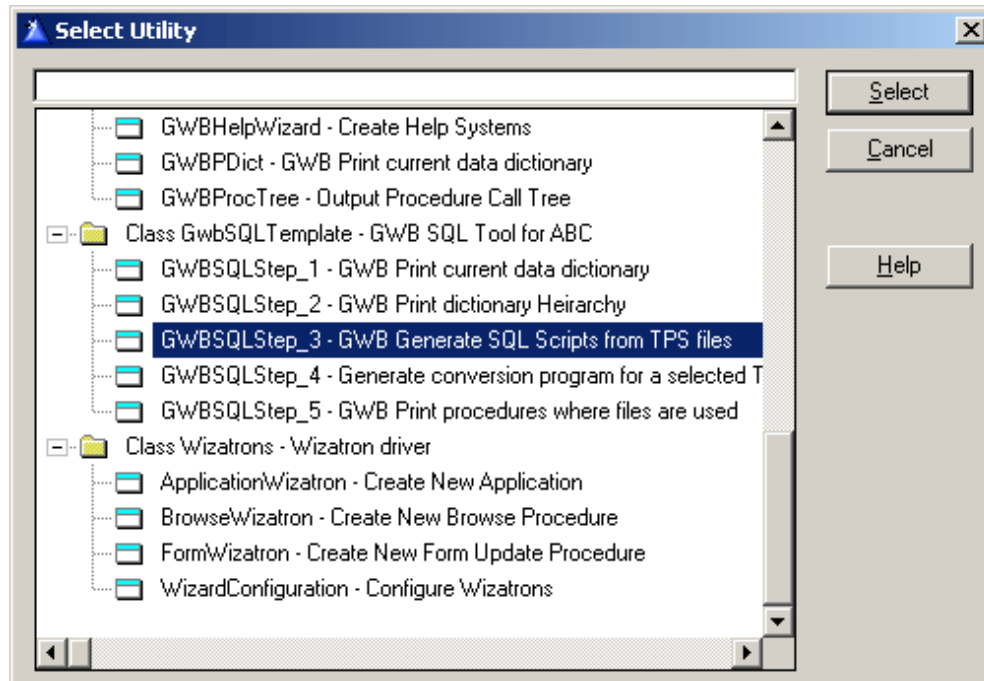 Select Utility
Select
GWBHelpWizard - Create Help Systems
Cancel
GWBPDict - GWB Print current data dictionary
GWBProcTree - Output Procedure Call Tree
Class GwbSQLTemplate - GWB SQL Tool for ABC
GWBSQLStep_1 - GWB Print current data dictionary
Help
GWBSQLStep_2 - GWB Print dictionary Heirarchy
GWBSQLStep_3 - GWB Generate SQL Scripts from TPS files
GWBSQLStep_4 - Generate conversion program for a selected T
GWBSQLStep_5 - GWB Print procedures where files are used
Class Wizatrons - Wizatron driver
ApplicationWizatron - Create New Application
BrowseWizatron - Create New Browse Procedure
FormWizatron - Create New Form Update Procedure
WizardConfiguration - Configure Wizatrons